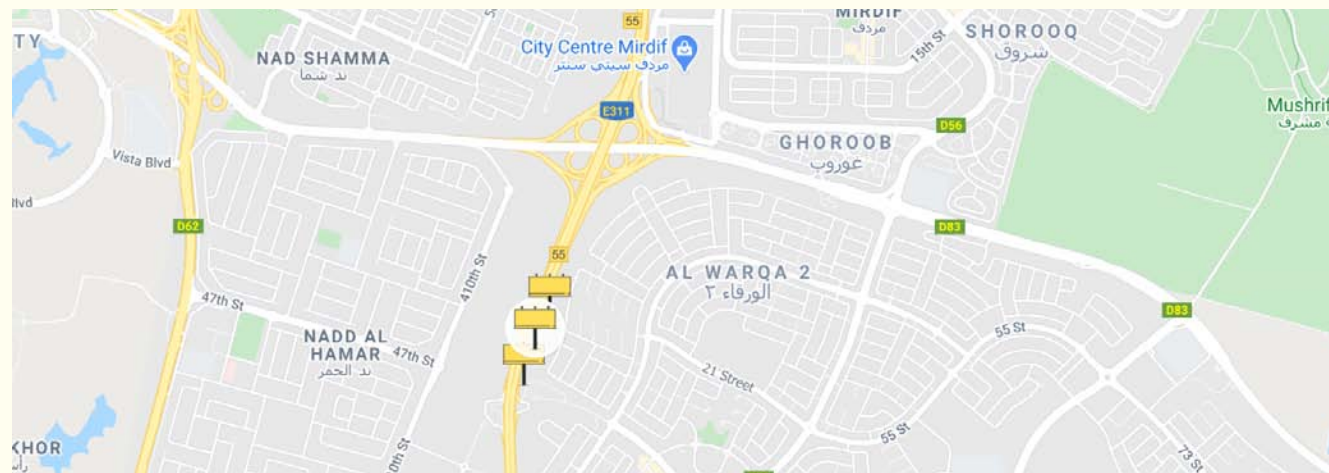 55
MIRDIF
مردف
SHOROOQ
شروق
15th St
TY
NAD SHAMMA
ند شما
City Centre Mirdif
مردف سيتي سنتر
E311
Mushrif
مشرف
D56
GHOROOB
غوروب
Vista Blvd
D62
D83
55
410th St
AL WARQA 2
الورقاء ٢
47th St
D83
NADD AL
HAMAR
ند الحمر
47th St
55 St
21 Street
55 St
73 St
KHOR